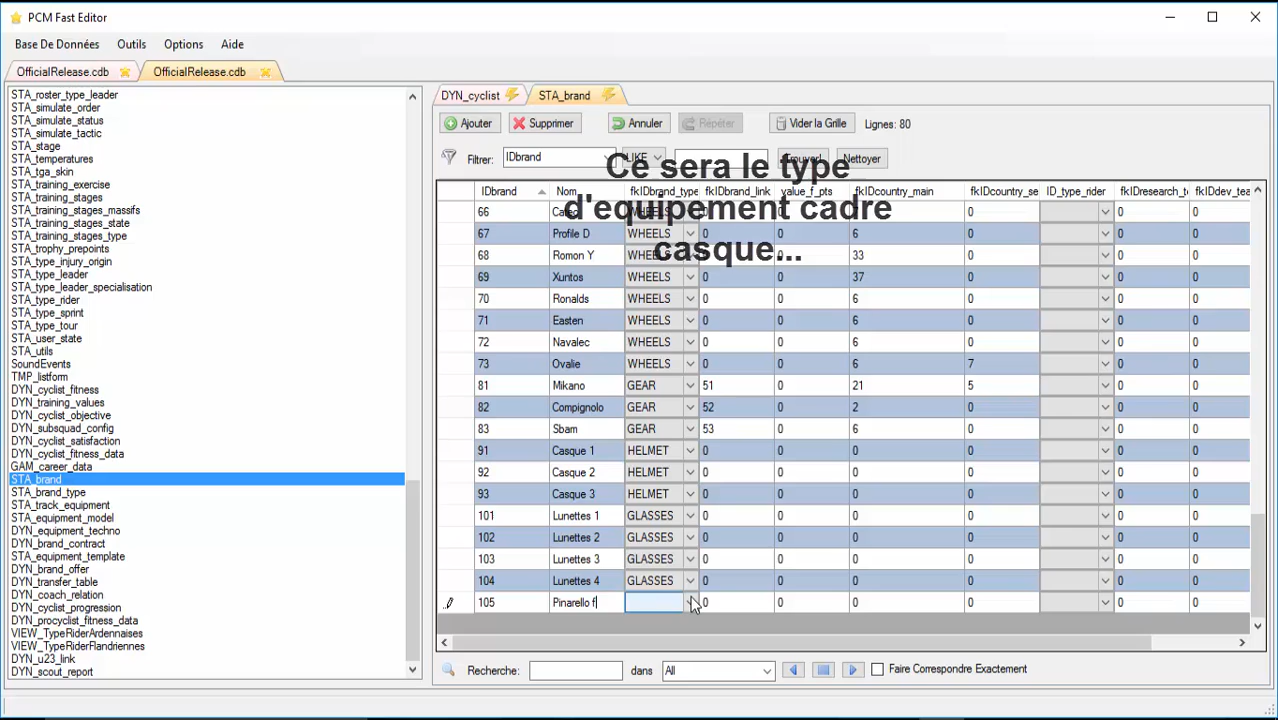 PCM Fast Editor
Base De Données Outils Options Aide
OfficialRelease.cdb OfficialRelease.cdb
STA_roster_type_leader
STA_simulate_order
STA_simulate_status
STA_simulate_tactic
STA_stage
STA_temperatures
STA_tga_skin
STA_training_exercise
STA_training_stages
STA_training_stages_massifs
STA_training_stages_state
STA_training_stages_type
STA_trophy_prepoints
STA_type_injury_origin
STA_type_leader
STA_type_leader_specialisation
STA_type_rider
STA_type_sprint
STA_type_tour
STA_user_state
STA_utils
SoundEvents
TMP_listform
DYN_cyclist_fitness
DYN_training_values
DYN_cyclist_objective
DYN_subsquad_config
DYN_cyclist_satisfaction
DYN_cyclist_fitness_data
GAM_career_data
STA_brand
STA_brand_type
STA_track_equipment
STA_equipment_model
DYN_equipment_techno
DYN_brand_contract
STA_equipment_template
DYN_brand_offer
DYN_transfer_table
DYN_coach_relation
DYN_cyclist_progression
DYN_procyclist_fitness_data
VIEW_TypeRiderArdennaises
VIEW_TypeRiderFlandriennes
DYN_u23_link
DYN_scout_report
DYN_cyclist STA_brand
Ajouter Supprimer Annuler Répéter Vider la Grille Lignes: 80
Filtrer: IDbrand LIKE Trouver! Nettoyer
Ce sera le type
d'equipement cadre
casque...
IDbrand Nom fkIDbrand_type fkIDbrand_link value_f_pts fkIDcountry_main fkIDcountry_se ID_type_rider fkIDresearch_t fkIDdev_tea
66 WHEELS 0 0 0
67 Profile D WHEELS 6 0 0 0
68 Romon Y WHEELS 33 0 0 0
69 Xuntos WHEELS 0 0 37 0 0 0
70 Ronalds WHEELS 0 0 6 0 0 0
71 Easten WHEELS 0 0 6 0 0 0
72 Navalec WHEELS 0 0 6 0 0 0
73 Ovalie WHEELS 0 0 6 7 0 0
81 Mikano GEAR 51 0 21 5 0 0
82 Compignolo GEAR 52 0 2 0 0 0
83 Sbam GEAR 53 0 6 0 0 0
91 Casque 1 HELMET 0 0 0 0 0 0
92 Casque 2 HELMET 0 0 0 0 0 0
93 Casque 3 HELMET 0 0 0 0 0 0
101 Lunettes 1 GLASSES 0 0 0 0 0 0
102 Lunettes 2 GLASSES 0 0 0 0 0 0
103 Lunettes 3 GLASSES 0 0 0 0 0 0
104 Lunettes 4 GLASSES 0 0 0 0 0 0
105 Pinarello f 0 0 0 0 0 0
Recherche: dans All Faire Correspondre Exactement